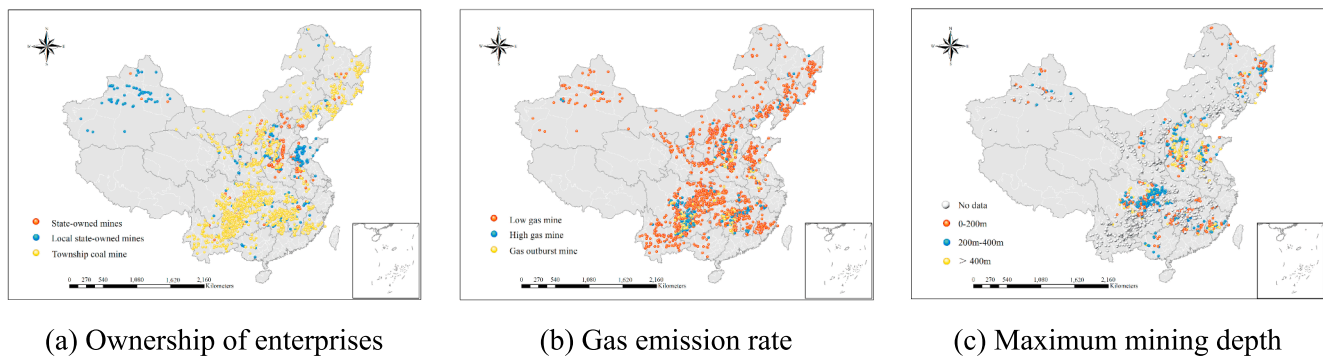 State-owned mines
Local state-owned mines
Township coal mine
0 270 540 1,080 1,620 2,160
Kilometers
Low gas mine
High gas mine
Gas outburst mine
0 270 540 1,080 1,620 2,160
Kilometers
No data
0-200m
200m-400m
> 400m
0 270 540 1,080 1,620 2,160
Kilometers
(a) Ownership of enterprises
(b) Gas emission rate
(c) Maximum mining depth